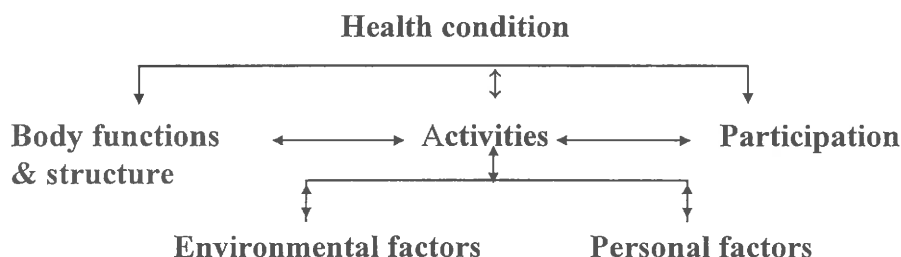 Health condition
Body functions Activities Participation
& structure
Environmental factors Personal factors